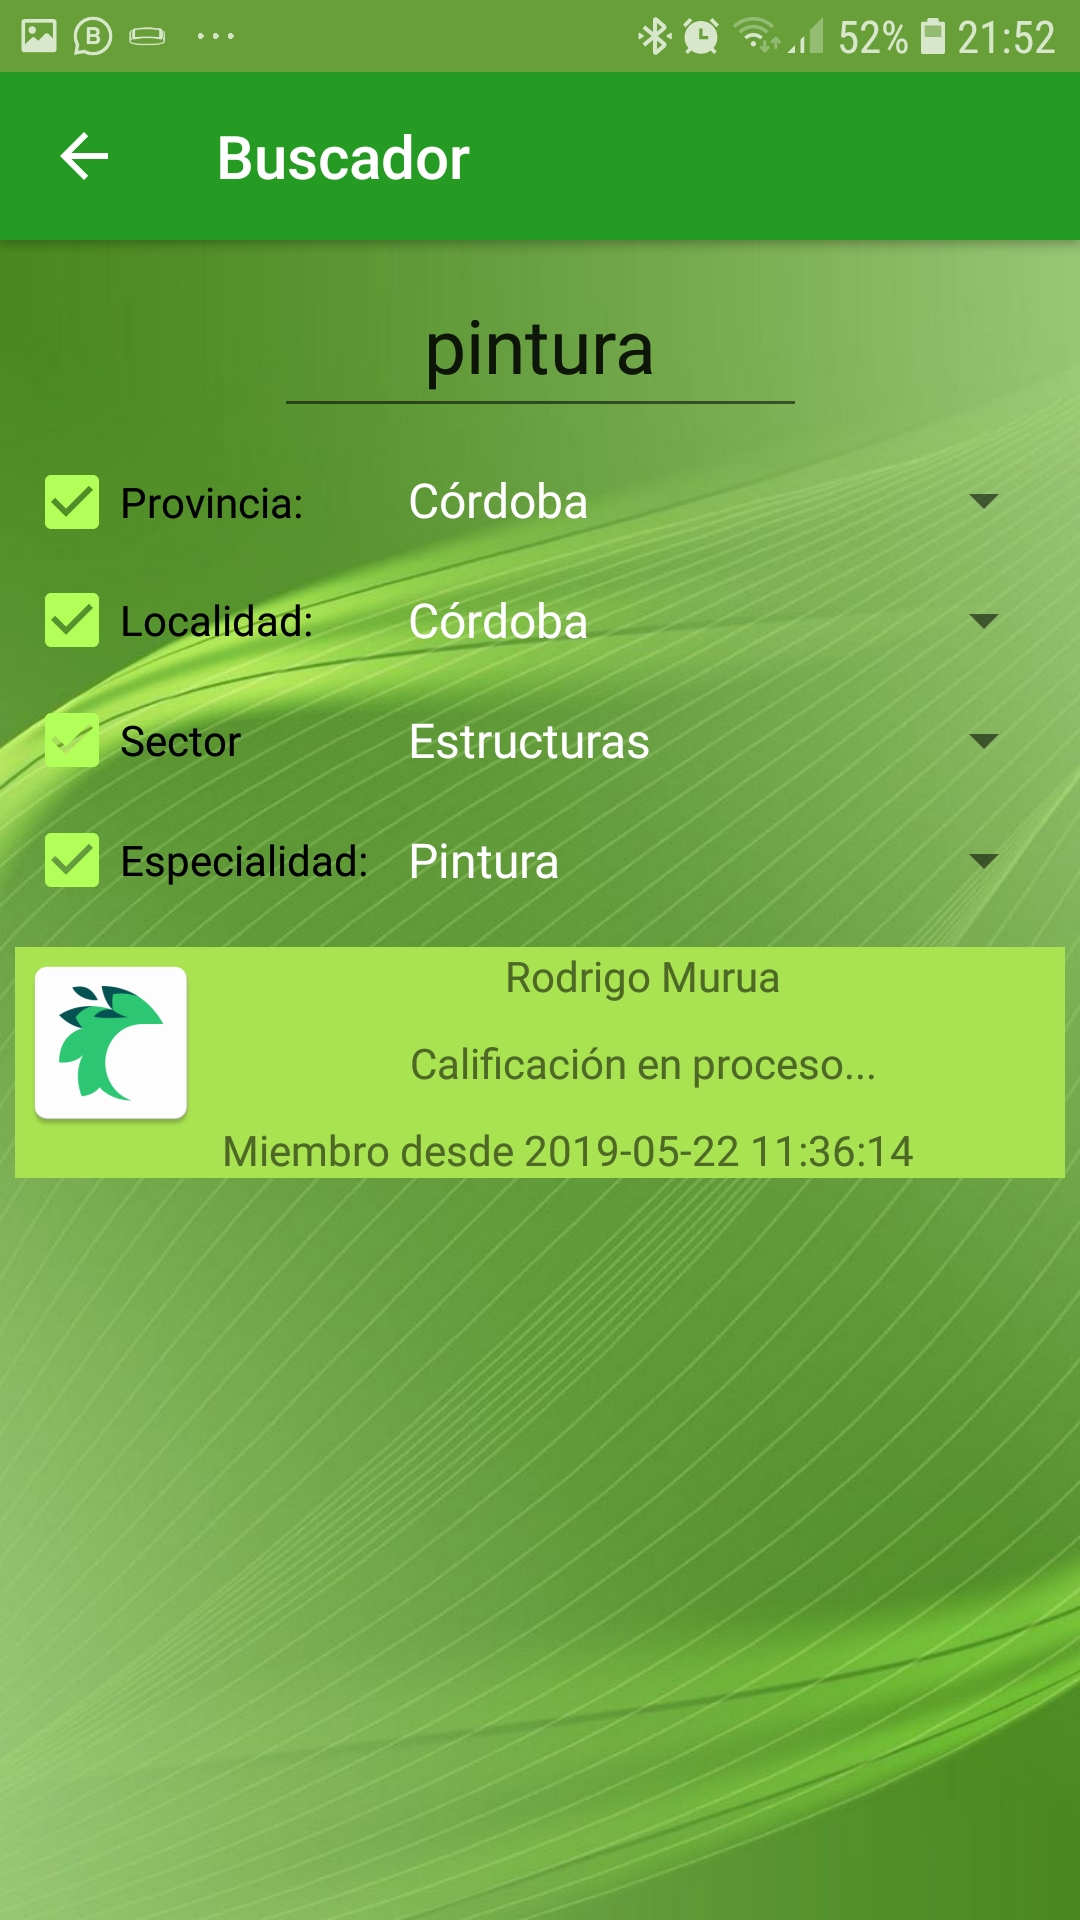 52% 21:52
Buscador
pintura
Provincia: Córdoba
Localidad: Córdoba
Sector Estructuras
Especialidad: Pintura
Rodrigo Murua
Calificación en proceso...
Miembro desde 2019-05-22 11:36:14